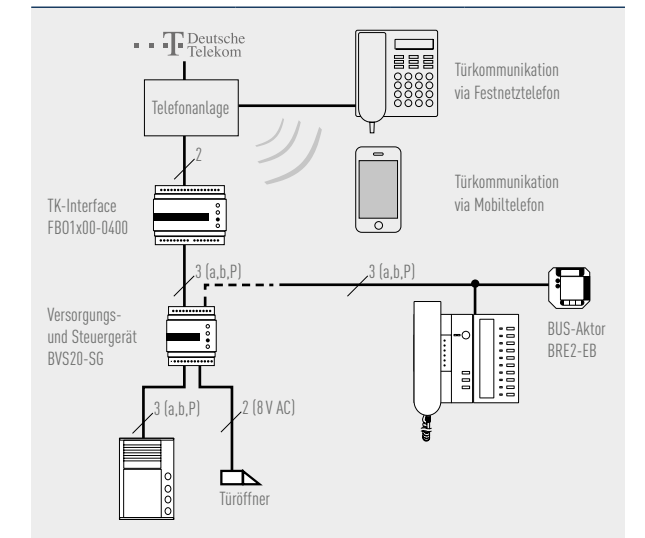 Deutsche
Telekom
Telefonanlage
Türkommunikation
via Festnetztelefon
2
Türkommunikation
via Mobiltelefon
TK-Interface
FBO1x00-0400
3 (a,b,P)
3 (a,b,P)
Versorgungs-
und Steuergerät
BVS20-SG
BUS-Aktor
BRE2-EB
3 (a,b,P)
2 (8 V AC)
Türöffner